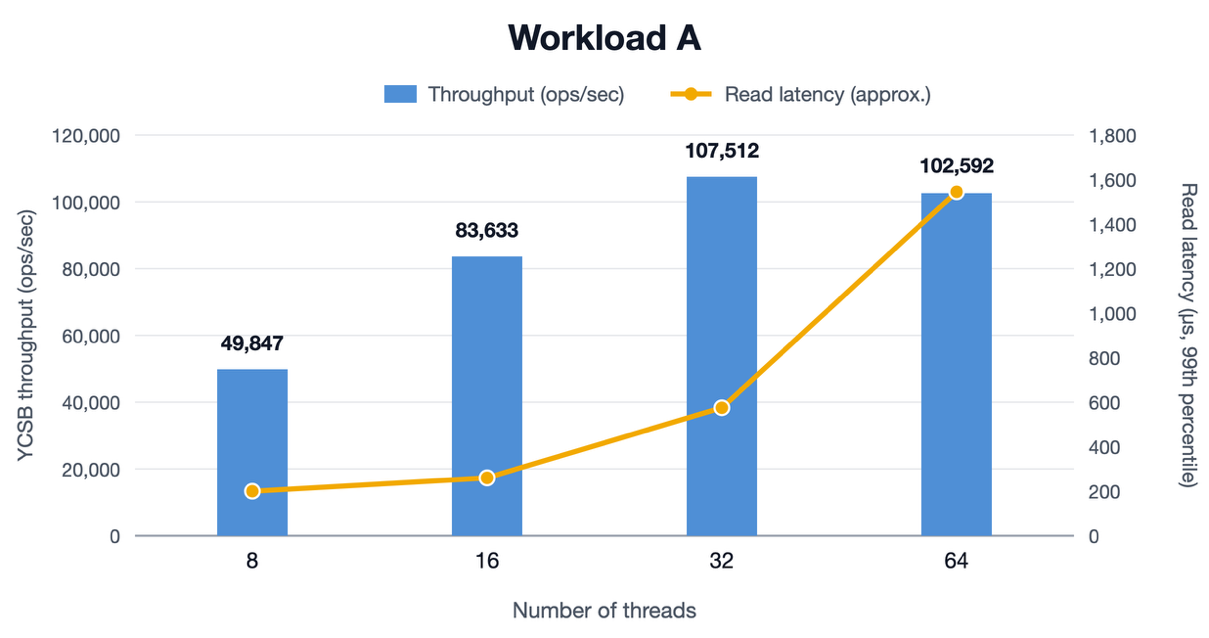 Workload A
Throughput (ops/sec) Read latency (approx.)
120,000 1,800
107,512
102,592
1,600
100,000
1,400
83,633
80,000 1,200
1,000
60,000
49,847
800
40,000 600
400
20,000
200
0 0
YCSB throughput (ops/sec)
Read latency (µs, 99th percentile)
8 16 32 64
Number of threads